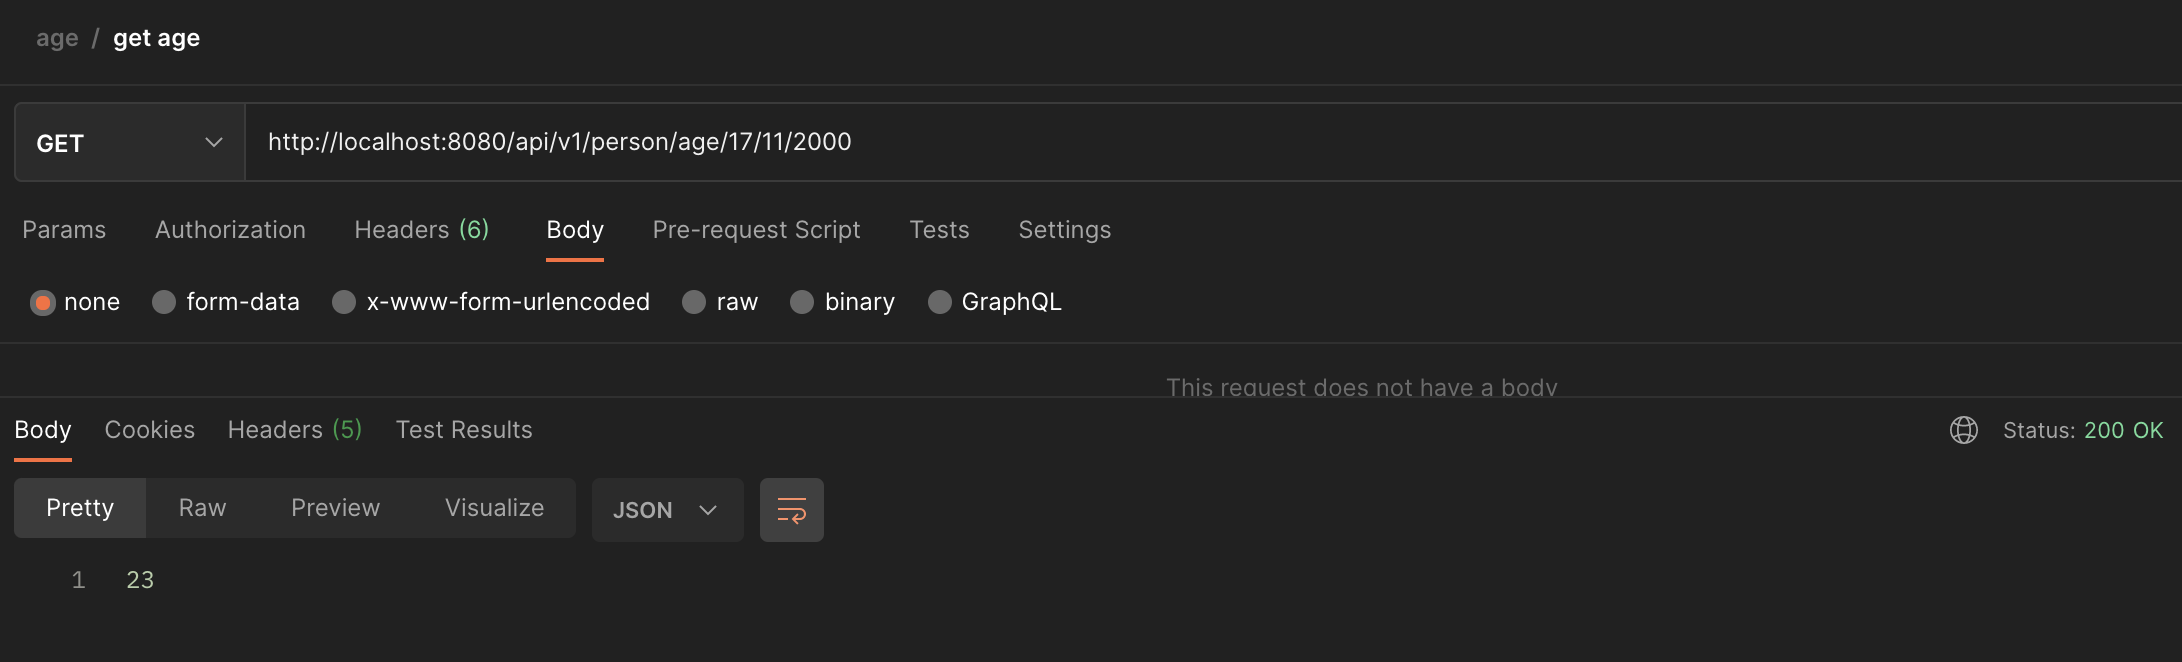 age / get age
GET http://localhost:8080/api/v1/person/age/17/11/2000
Params Authorization Headers (6) Body Pre-request Script Tests Settings
none form-data x-www-form-urlencoded raw binary GraphQL
This request does not have a body
Body Cookies Headers (5) Test Results Status: 200 OK
Pretty Raw Preview Visualize JSON
1 23